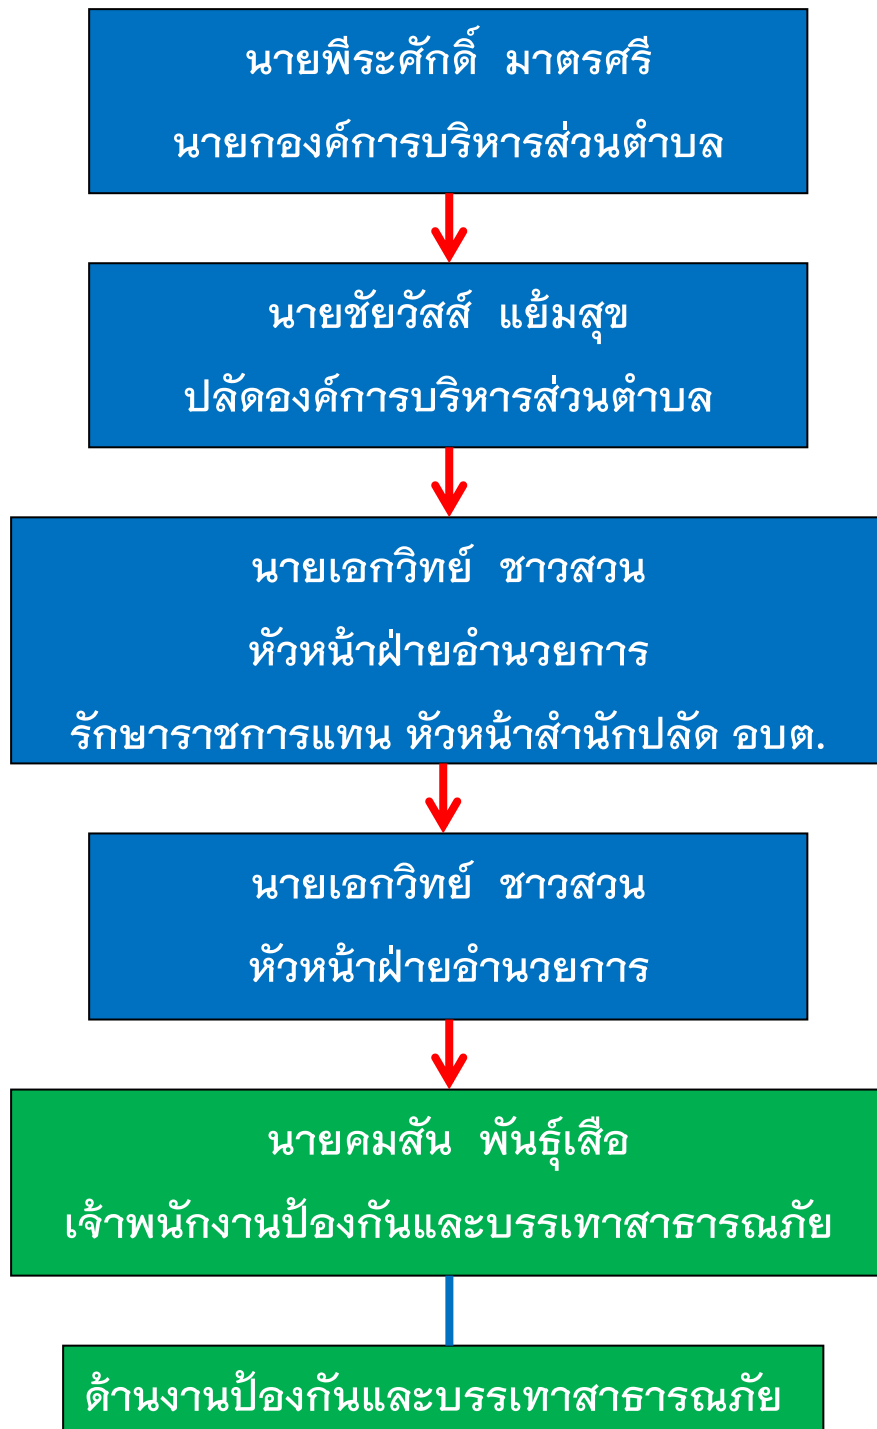 นายพีระศักดิ์ มาตรศรี
นายกองค์การบริหารส่วนตำบล
นายชัยวัสส์ แย้มสุข
ปลัดองค์การบริหารส่วนตำบล
นายเอกวิทย์ ชาวสวน
หัวหน้าฝ่ายอำนวยการ
รักษาราชการแทน หัวหน้าสำนักปลัด อบต.
นายเอกวิทย์ ชาวสวน
หัวหน้าฝ่ายอำนวยการ
นายคมสัน พันธุ์เสือ
เจ้าพนักงานป้องกันและบรรเทาสาธารณภัย
ด้านงานป้องกันและบรรเทาสาธารณภัย